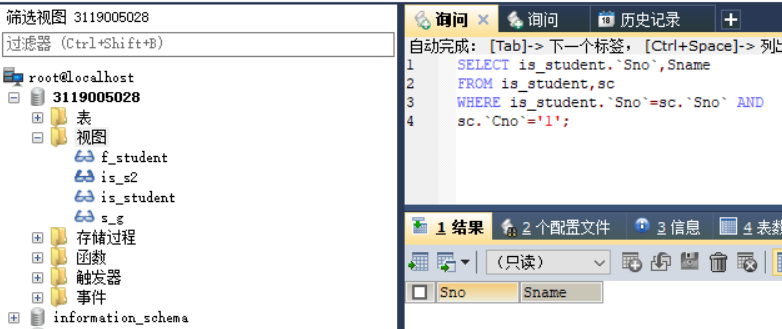 筛选视图 3119005028
过滤器 (Ctrl+Shift+B)
root@localhost
3119005028
表
视图
f_student
is_s2
is_student
s_g
存储过程
函数
触发器
事件
information_schema
询问 询问 历史记录
自动完成: [Tab]-> 下一个标签, [Ctrl+Space]-> 列出
1 SELECT is_student.`Sno`,Sname
2 FROM is_student,sc
3 WHERE is_student.`Sno`=sc.`Sno` AND
4 sc.`Cno`='1';
1 结果 2 个配置文件 3 信息 4 表数
(只读)
Sno Sname